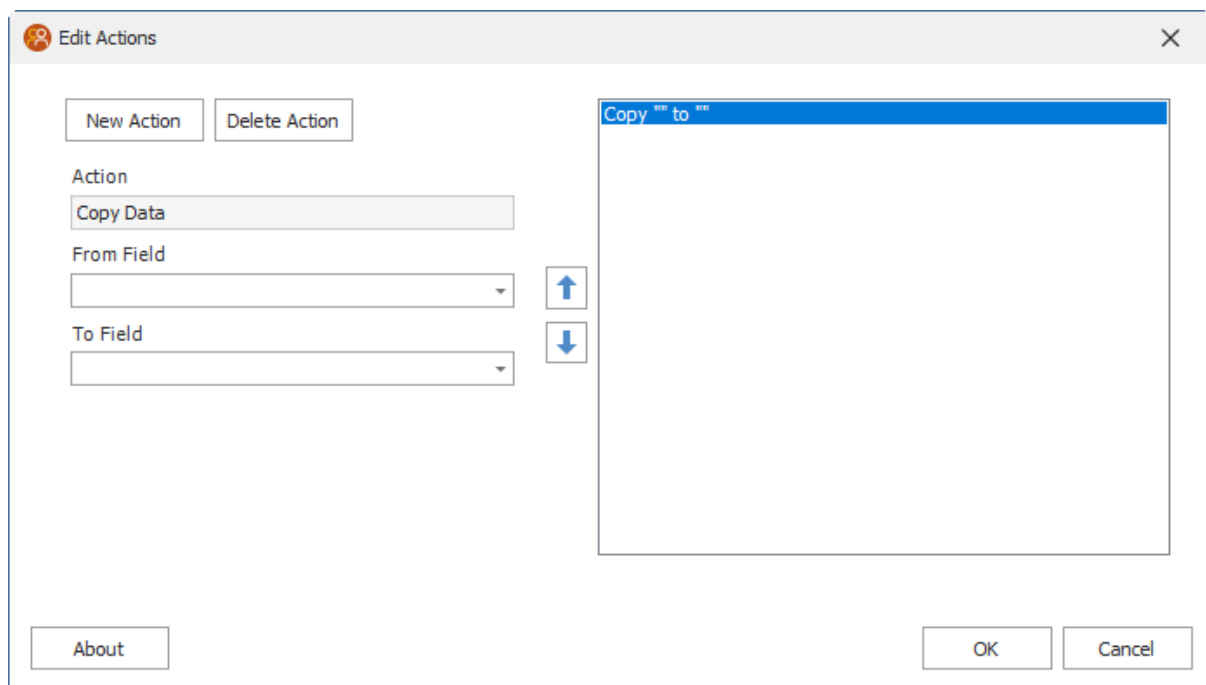 Edit Actions
New Action
Delete Action
Copy "" to ""
Action
Copy Data
From Field
To Field
About
OK
Cancel